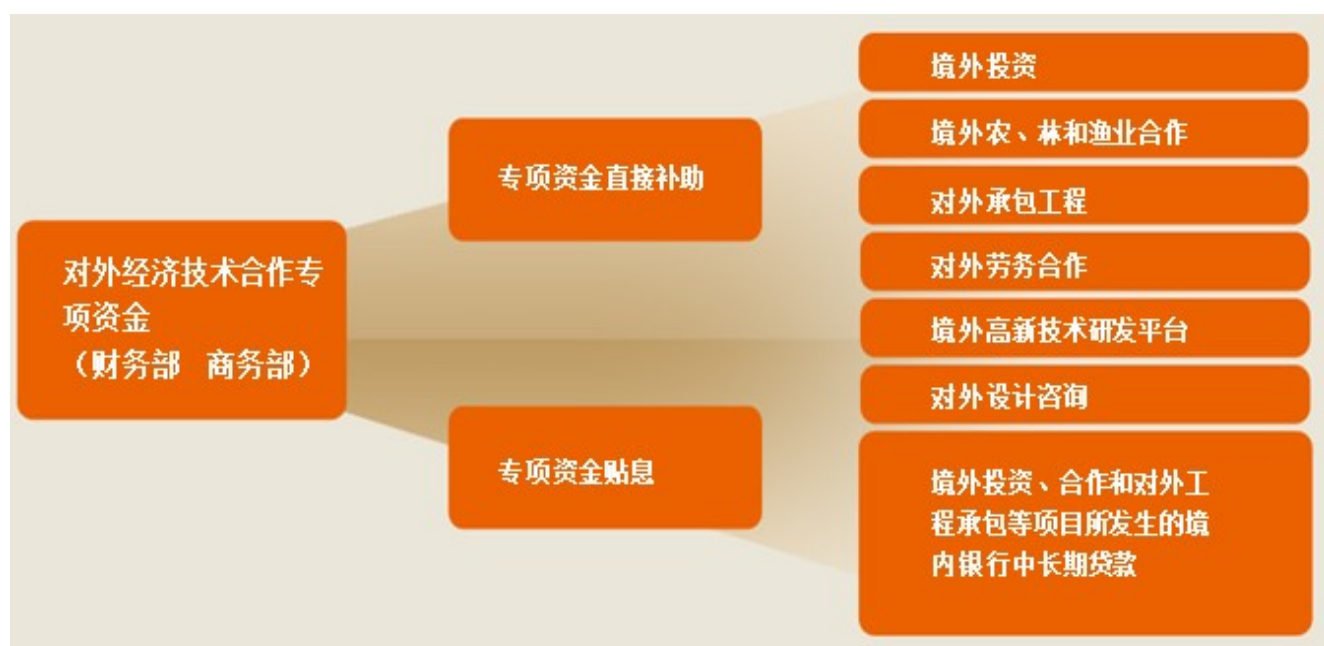 对外经济技术合作专
项资金
（财务部 商务部）
专项资金直接补助
专项资金贴息
境外投资
境外农、林和渔业合作
对外承包工程
对外劳务合作
境外高新技术研发平台
对外设计咨询
境外投资、合作和对外工
程承包等项目所发生的境
内银行中长期贷款